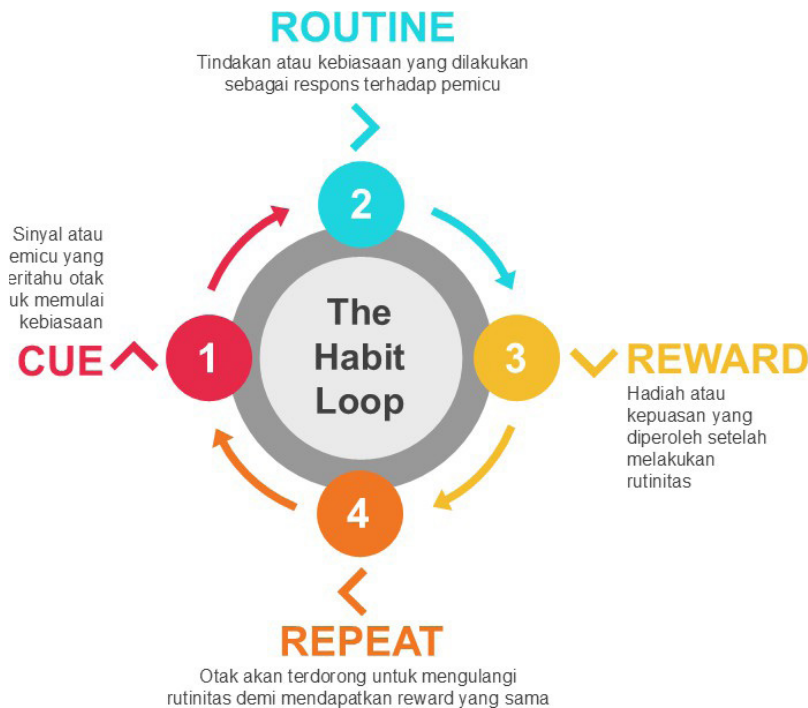 ROUTINE
Tindakan atau kebiasaan yang dilakukan
sebagai respons terhadap pemicu
2
Sinyal atau
emicu yang
eritahu otak
uk memulai
kebiasaan
CUE
1
The
Habit
Loop
3
REWARD
Hadiah atau
kepuasan yang
diperoleh setelah
melakukan
rutinitas
4
REPEAT
Otak akan terdorong untuk mengulangi
rutinitas demi mendapatkan reward yang sama